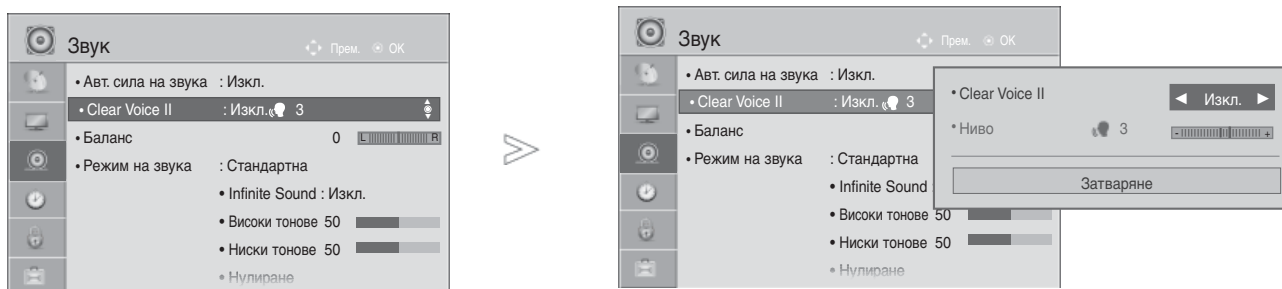 Звук Прем. OK
• Авт. сила на звука : Изкл.
• Clear Voice II : Изкл. 3
• Баланс 0 L R
• Режим на звука : Стандартна
• Infinite Sound : Изкл.
• Високи тонове 50
• Ниски тонове 50
• Нулиране
Звук Прем. OK
• Авт. сила на звука : Изкл.
• Clear Voice II : Изкл. 3
• Баланс
• Режим на звука : Стандартна
• Infinite Sound :
• Високи тонове 50
• Ниски тонове 50
• Нулиране
• Clear Voice II ◄ Изкл. ►
• Ниво 3 - +
Затваряне